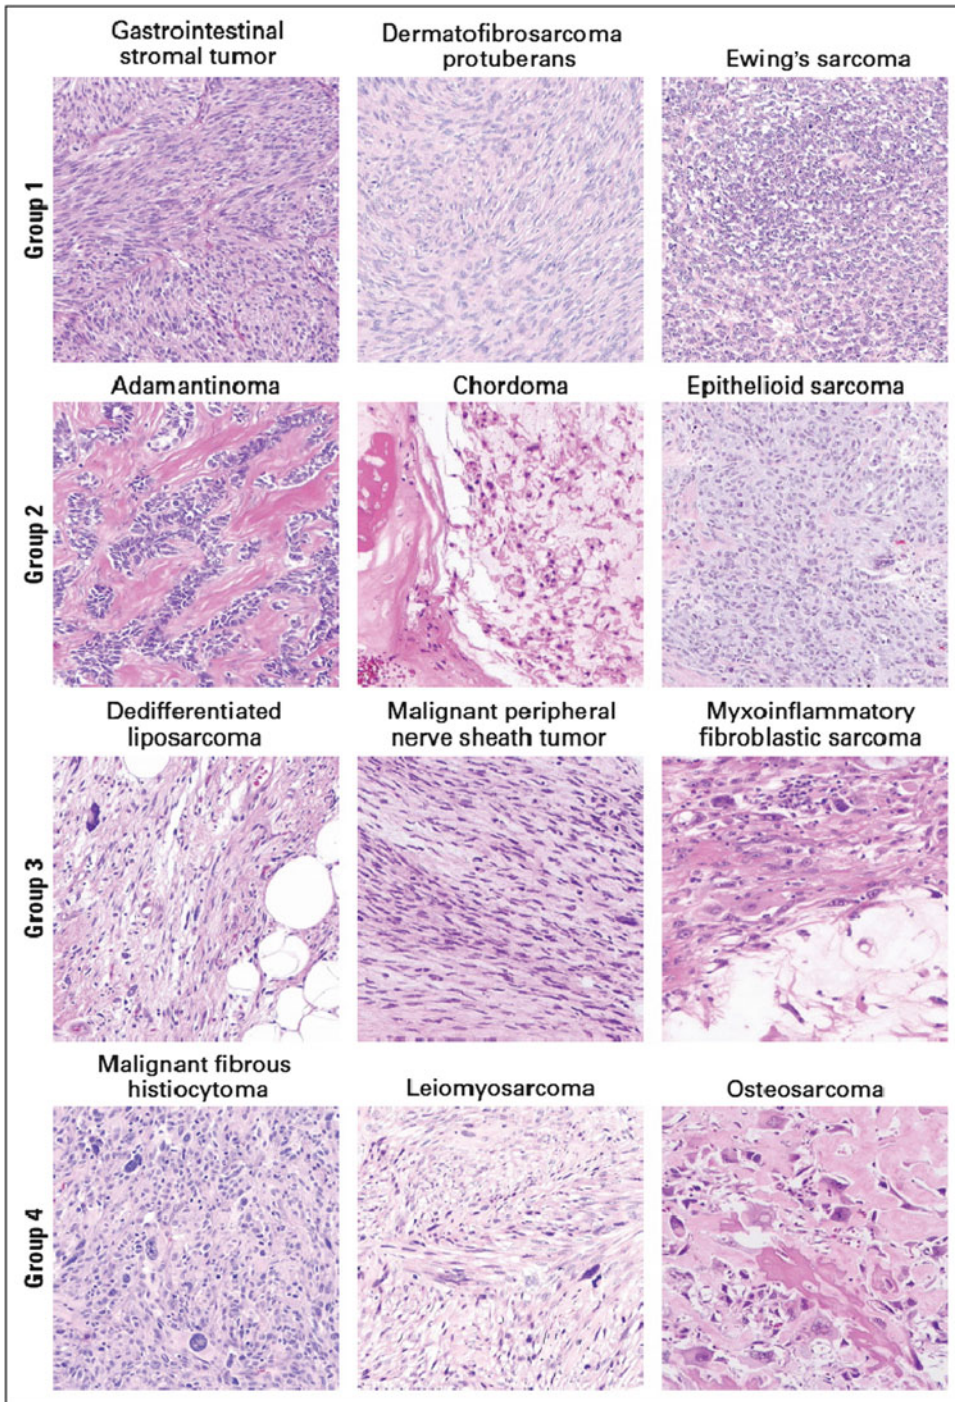 Gastrointestinal
stromal tumor
Dermatofibrosarcoma
protuberans
Ewing's sarcoma
Group 1
Adamantinoma
Chordoma
Epithelioid sarcoma
Group 2
Dedifferentiated
liposarcoma
Malignant peripheral
nerve sheath tumor
Myxoinflammatory
fibroblastic sarcoma
Group 3
Malignant fibrous
histiocytoma
Leiomyosarcoma
Osteosarcoma
Group 4